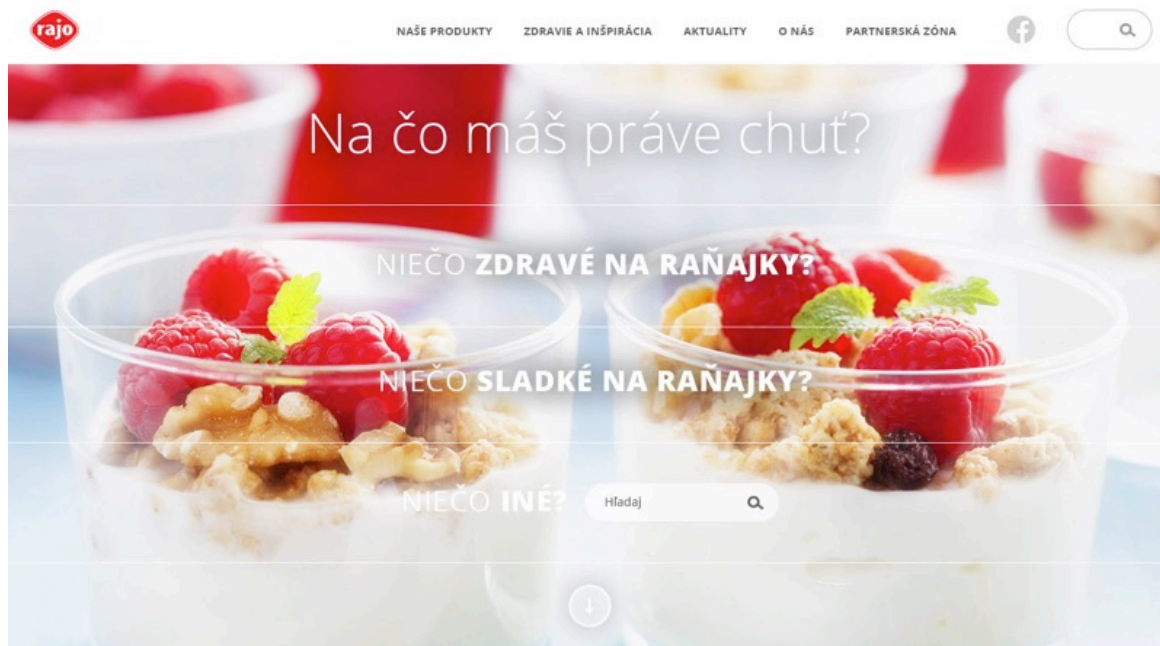 rajo
NAŠE PRODUKTY ZDRAVIE A INŠPIRÁCIA AKTUALITY O NÁS PARTNERSKÁ ZÓNA
Na čo máš práve chuť?
NIEČO ZDRAVÉ NA RAŇAJKY?
NIEČO SLADKÉ NA RAŇAJKY?
NIEČO INÉ? Hľadaj